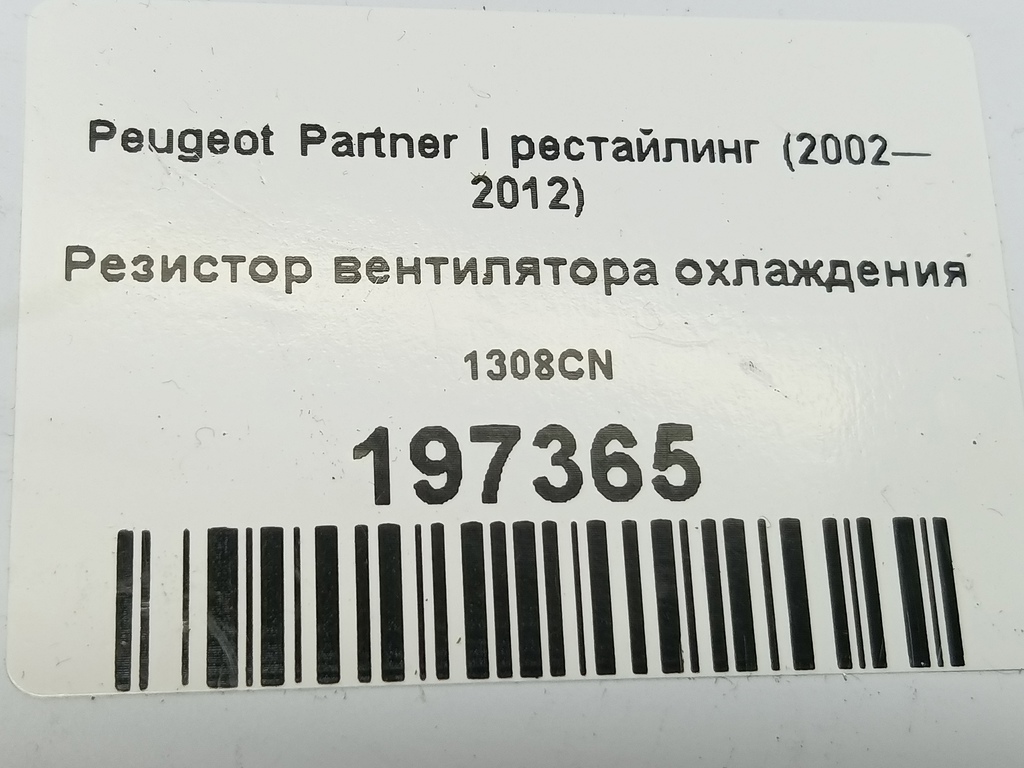 Peugeot Partner I рестайлинг (2002—
2012)
Резистор вентилятора охлаждения
1308CN
197365